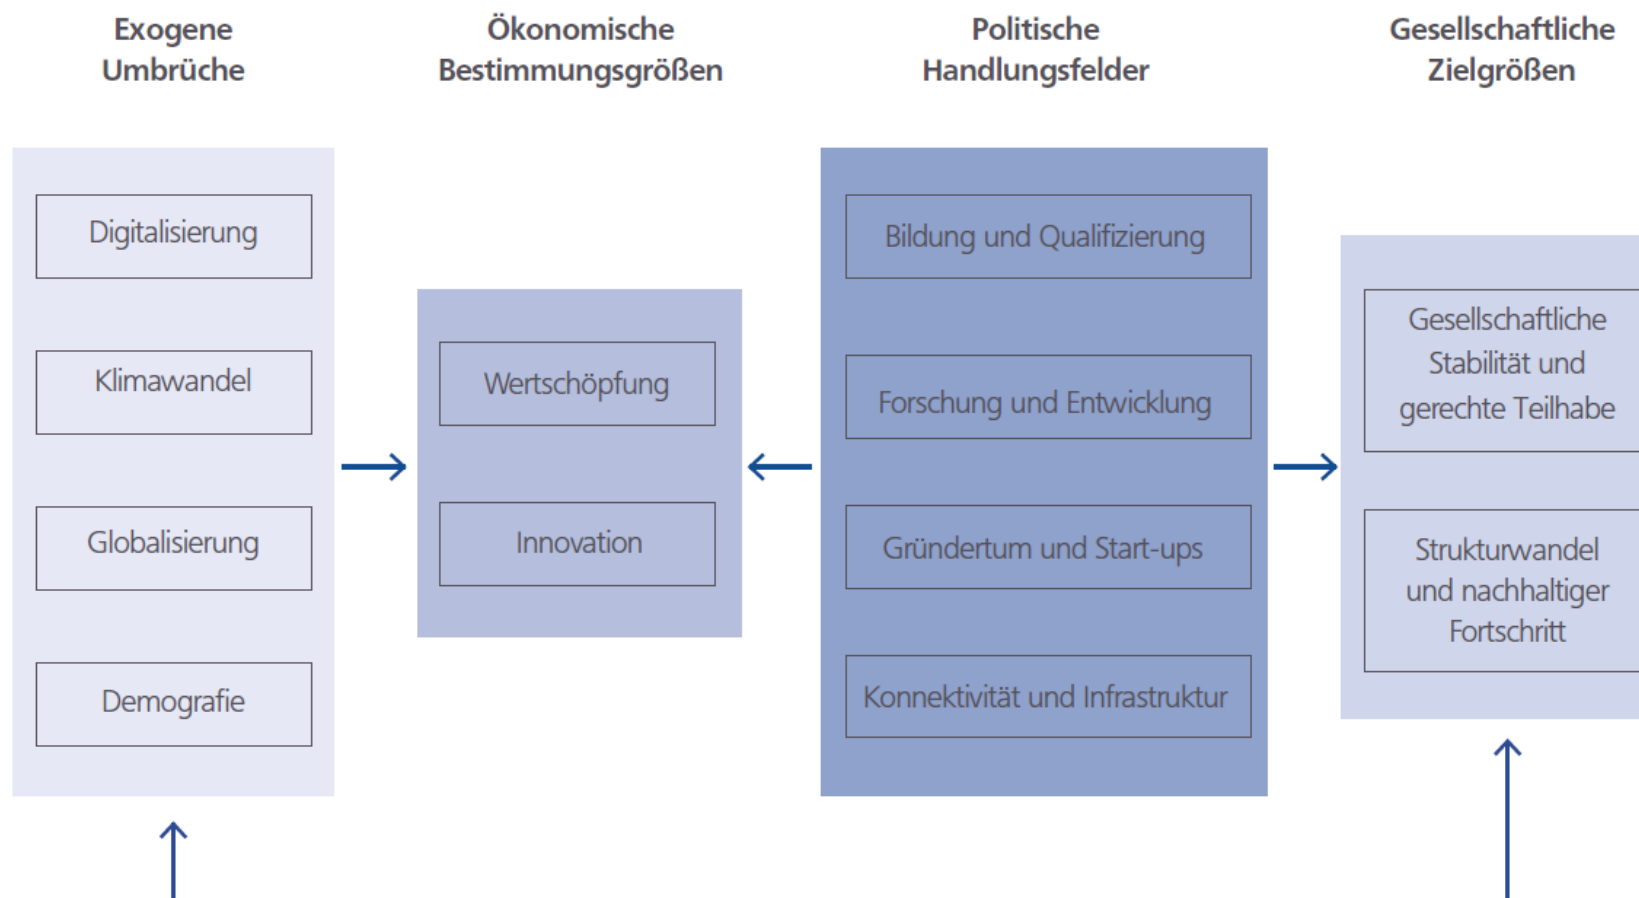 Exogene
Umbrüche
Ökonomische
Bestimmungsgrößen
Politische
Handlungsfelder
Gesellschaftliche
Zielgrößen
Digitalisierung
Klimawandel
Globalisierung
Demografie
Wertschöpfung
Innovation
Bildung und Qualifizierung
Forschung und Entwicklung
Gründertum und Start-ups
Konnektivität und Infrastruktur
Gesellschaftliche
Stabilität und
gerechte Teilhabe
Strukturwandel
und nachhaltiger
Fortschritt